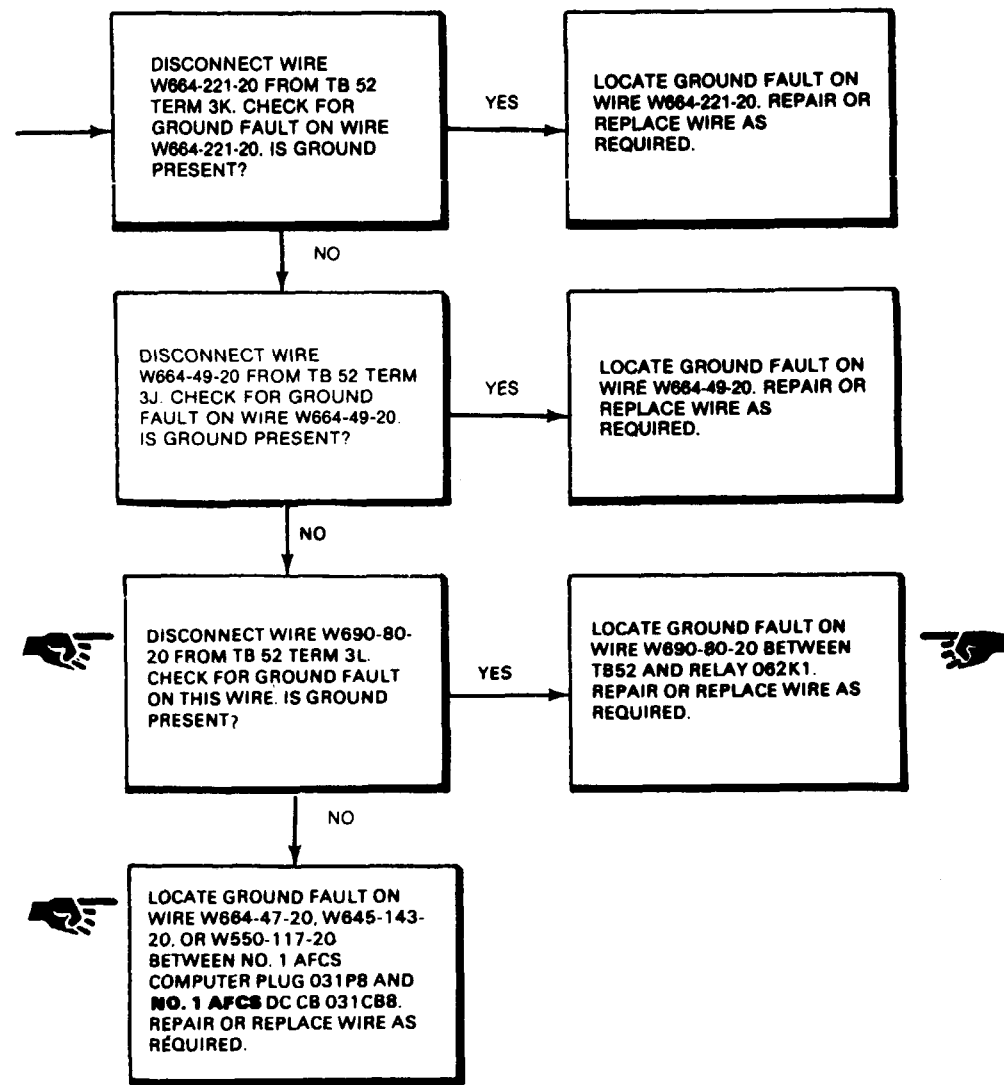 DISCONNECT WIRE
W664-221-20 FROM TB 52
TERM 3K. CHECK FOR
GROUND FAULT ON WIRE
W664-221-20. IS GROUND
PRESENT?
YES
LOCATE GROUND FAULT ON
WIRE W664-221-20. REPAIR OR
REPLACE WIRE AS
REQUIRED.
NO
DISCONNECT WIRE
W664-49-20 FROM TB 52 TERM
3J. CHECK FOR GROUND
FAULT ON WIRE W664-49-20.
IS GROUND PRESENT?
YES
LOCATE GROUND FAULT ON
WIRE W664-49-20. REPAIR OR
REPLACE WIRE AS
REQUIRED.
NO
DISCONNECT WIRE W690-80-
20 FROM TB 52 TERM 3L.
CHECK FOR GROUND FAULT
ON THIS WIRE. IS GROUND
PRESENT?
YES
LOCATE GROUND FAULT ON
WIRE W690-80-20 BETWEEN
TB52 AND RELAY 062K1.
REPAIR OR REPLACE WIRE AS
REQUIRED.
NO
LOCATE GROUND FAULT ON
WIRE W664-47-20, W645-143-
20, OR W550-117-20
BETWEEN NO. 1 AFCS
COMPUTER PLUG 031P8 AND
NO. 1 AFCS DC CB 031CB8.
REPAIR OR REPLACE WIRE AS
REQUIRED.